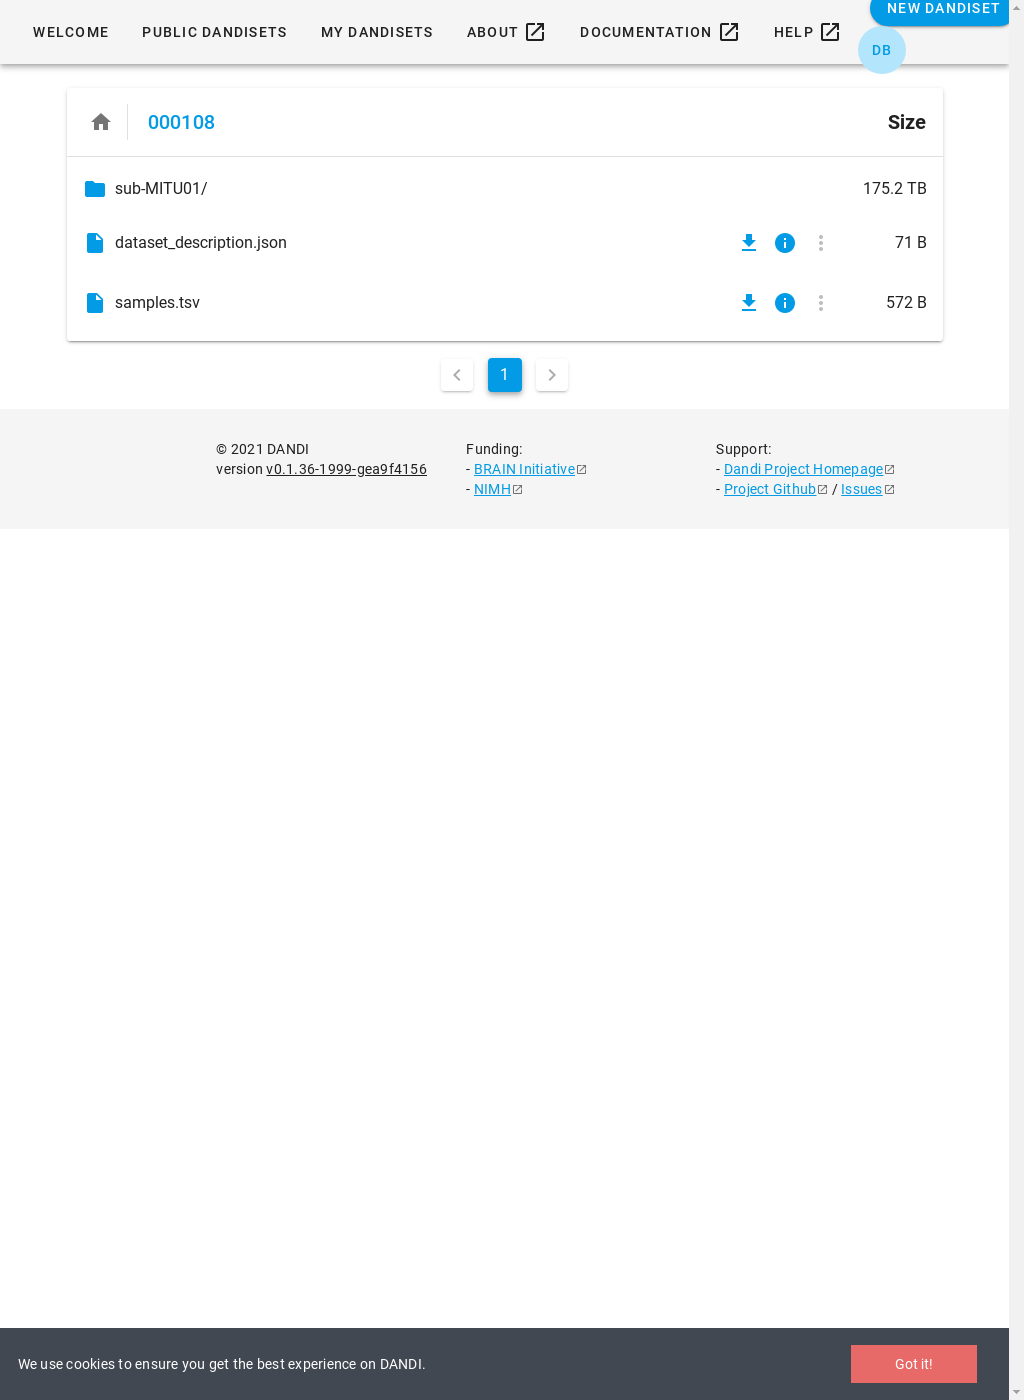 WELCOME PUBLIC DANDISETS MY DANDISETS ABOUT DOCUMENTATION HELP NEW DANDISET
DB
000108 Size
sub-MITU01/ 175.2 TB
dataset_description.json 71 B
samples.tsv 572 B
1
© 2021 DANDI
version v0.1.36-1999-gea9f4156
Funding:
- BRAIN Initiative
- NIMH
Support:
- Dandi Project Homepage
- Project Github / Issues
We use cookies to ensure you get the best experience on DANDI. Got it!